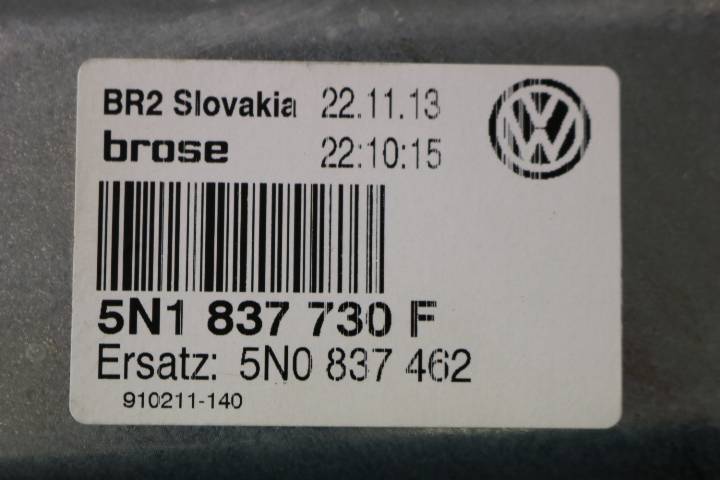 BR2 Slovakia 22.11.13
brose 22:10:15
5N1 837 730 F
Ersatz: 5N0 837 462
910211-140